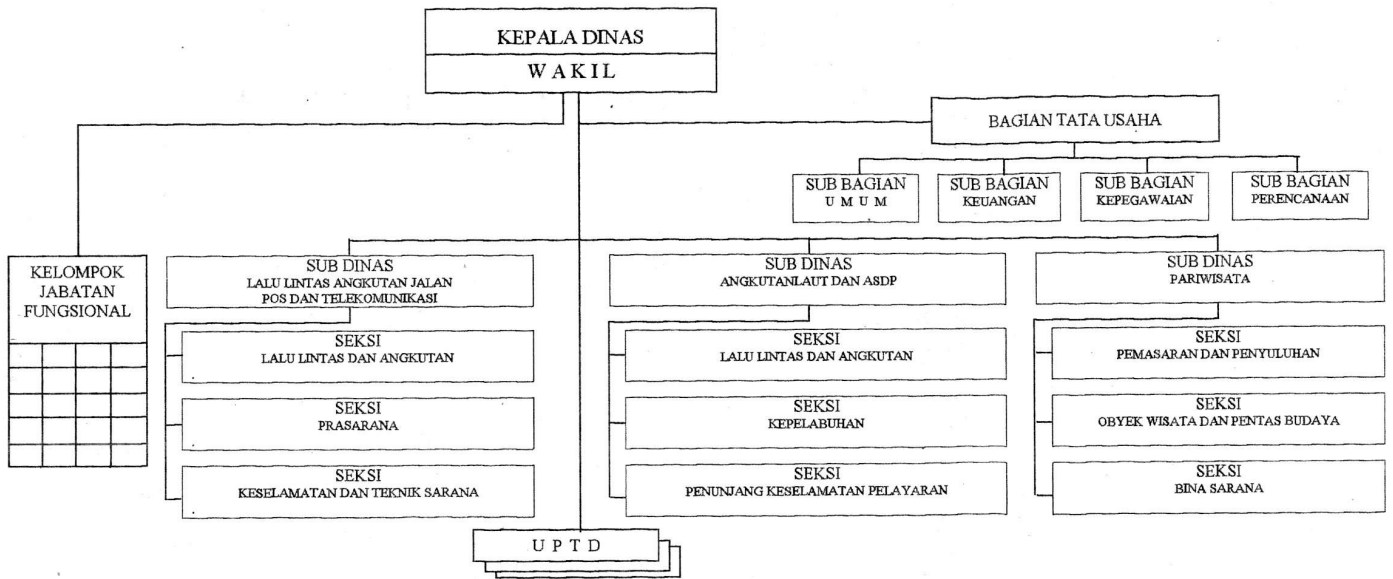 KEPALA DINAS
W A K I L
BAGIAN TATA USAHA
SUB BAGIAN
U M U M
SUB BAGIAN
KEUANGAN
SUB BAGIAN
KEPEGAWAIAN
SUB BAGIAN
PERENCANAAN
KELOMPOK
JABATAN
FUNGSIONAL
SUB DINAS
LALU LINTAS ANGKUTAN JALAN
POS DAN TELEKOMUNIKASI
SEKSI
LALU LINTAS DAN ANGKUTAN
SEKSI
PRASARANA
SEKSI
KESELAMATAN DAN TEKNIK SARANA
SUB DINAS
ANGKUTANLAUT DAN ASDP
SEKSI
LALU LINTAS DAN ANGKUTAN
SEKSI
KEPELABUHAN
SEKSI
PENUNJANG KESELAMATAN PELAYARAN
SUB DINAS
PARIWISATA
SEKSI
PEMASARAN DAN PENYULUHAN
SEKSI
OBYEK WISATA DAN PENTAS BUDAYA
SEKSI
BINA SARANA
U P T D